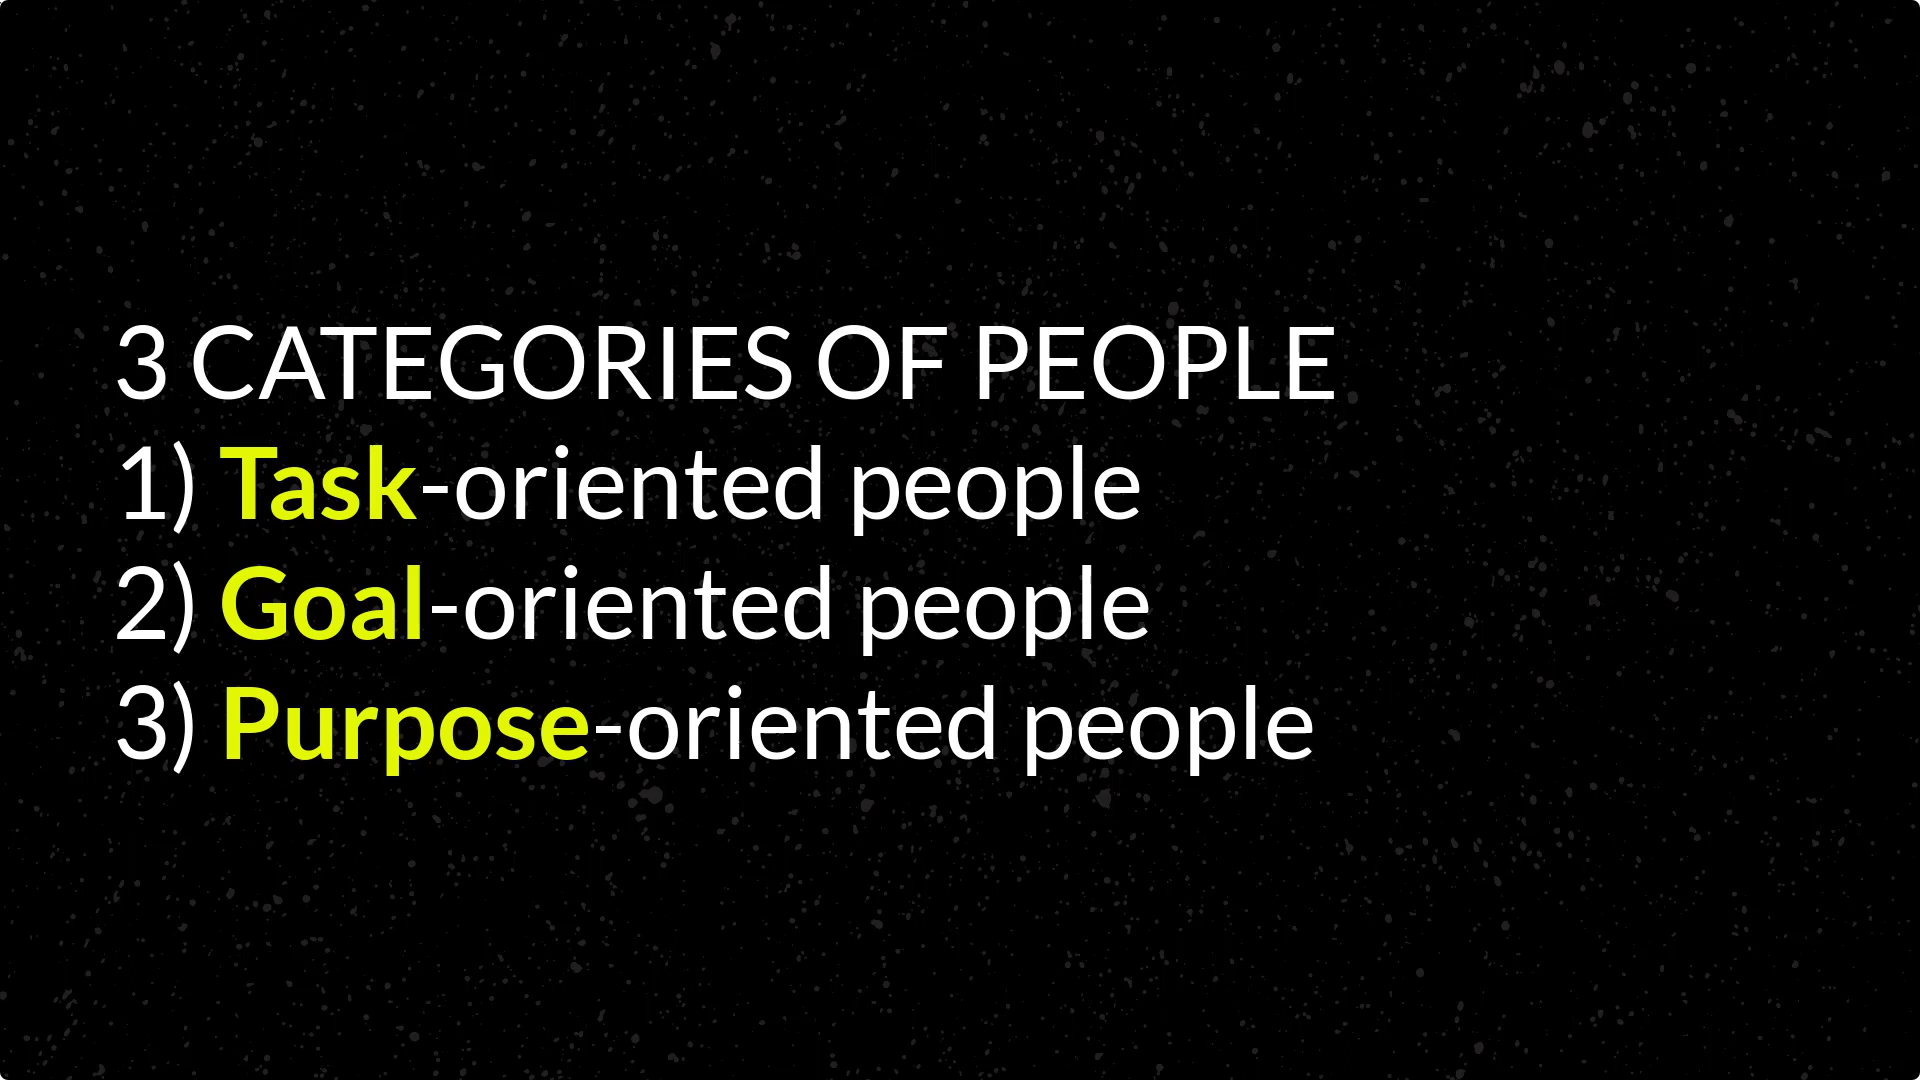 3 CATEGORIES OF PEOPLE
1) Task-oriented people
2) Goal-oriented people
3) Purpose-oriented people